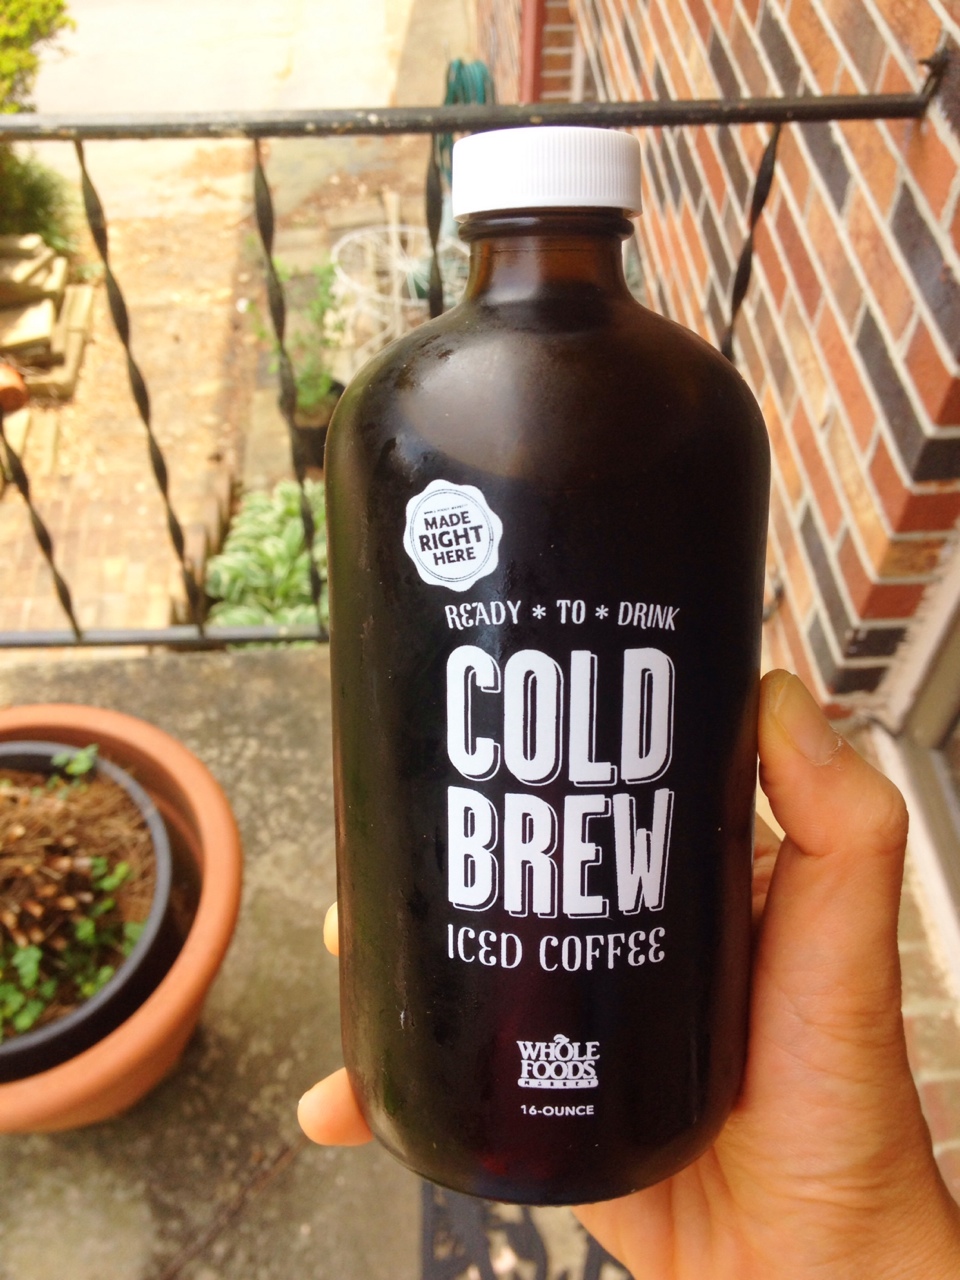 MADE
RIGHT
HERE
READY * TO * DRINK
COLD
BREW
ICED COFFEE
WHOLE
FOODS
MARKET
16-OUNCE